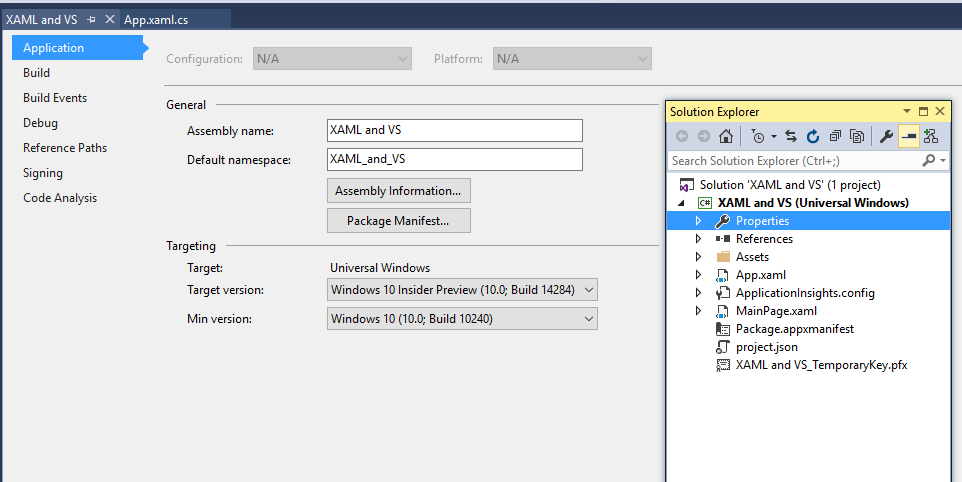 XAML and VS
App.xaml.cs
Application
Build
Build Events
Debug
Reference Paths
Signing
Code Analysis
Configuration: N/A Platform: N/A
General
Assembly name: XAML and VS
Default namespace: XAML_and_VS
Assembly Information...
Package Manifest...
Targeting
Target: Universal Windows
Target version: Windows 10 Insider Preview (10.0; Build 14284)
Min version: Windows 10 (10.0; Build 10240)
Solution Explorer
Search Solution Explorer (Ctrl+;)
Solution 'XAML and VS' (1 project)
C# XAML and VS (Universal Windows)
Properties
References
Assets
App.xaml
ApplicationInsights.config
MainPage.xaml
Package.appxmanifest
project.json
XAML and VS_TemporaryKey.pfx